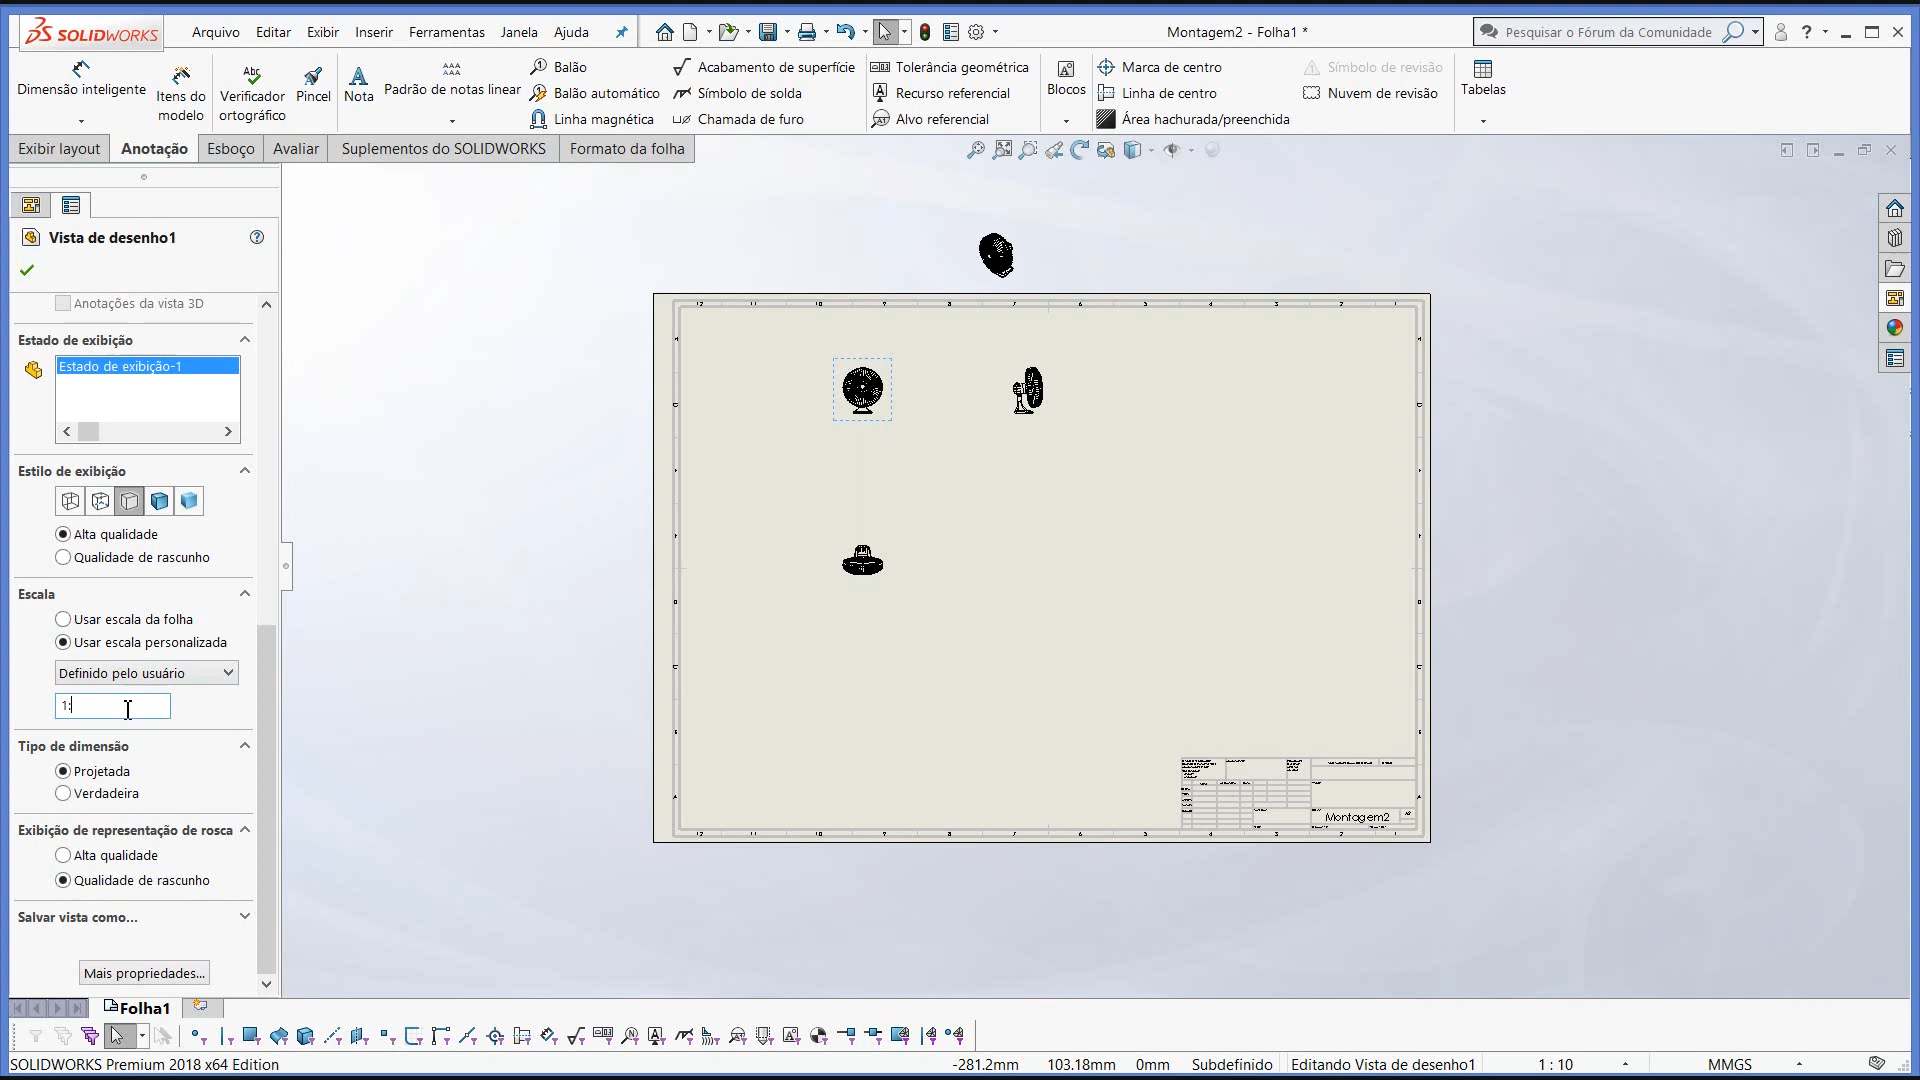 SOLIDWORKS
Arquivo Editar Exibir Inserir Ferramentas Janela Ajuda
Montagem2 - Folha1 *
Pesquisar o Fórum da Comunidade
?
Dimensão inteligente
Itens do modelo
Abc
Verificador ortográfico
Pincel
A
Nota
Padrão de notas linear
Balão
Balão automático
Linha magnética
Acabamento de superfície
Símbolo de solda
Chamada de furo
Tolerância geométrica
Recurso referencial
Alvo referencial
Blocos
Marca de centro
Linha de centro
Área hachurada/preenchida
Símbolo de revisão
Nuvem de revisão
Tabelas
Exibir layout Anotação Esboço Avaliar Suplementos do SOLIDWORKS Formato da folha
Vista de desenho1
Anotações da vista 3D
Estado de exibição
Estado de exibição-1
Estilo de exibição
Alta qualidade
Qualidade de rascunho
Escala
Usar escala da folha
Usar escala personalizada
Definido pelo usuário
1:
Tipo de dimensão
Projetada
Verdadeira
Exibição de representação de rosca
Alta qualidade
Qualidade de rascunho
Salvar vista como...
Mais propriedades...
Montagem2
Folha1
SOLIDWORKS Premium 2018 x64 Edition
-281.2mm 103.18mm 0mm Subdefinido Editando Vista de desenho1 1 : 10 MMGS